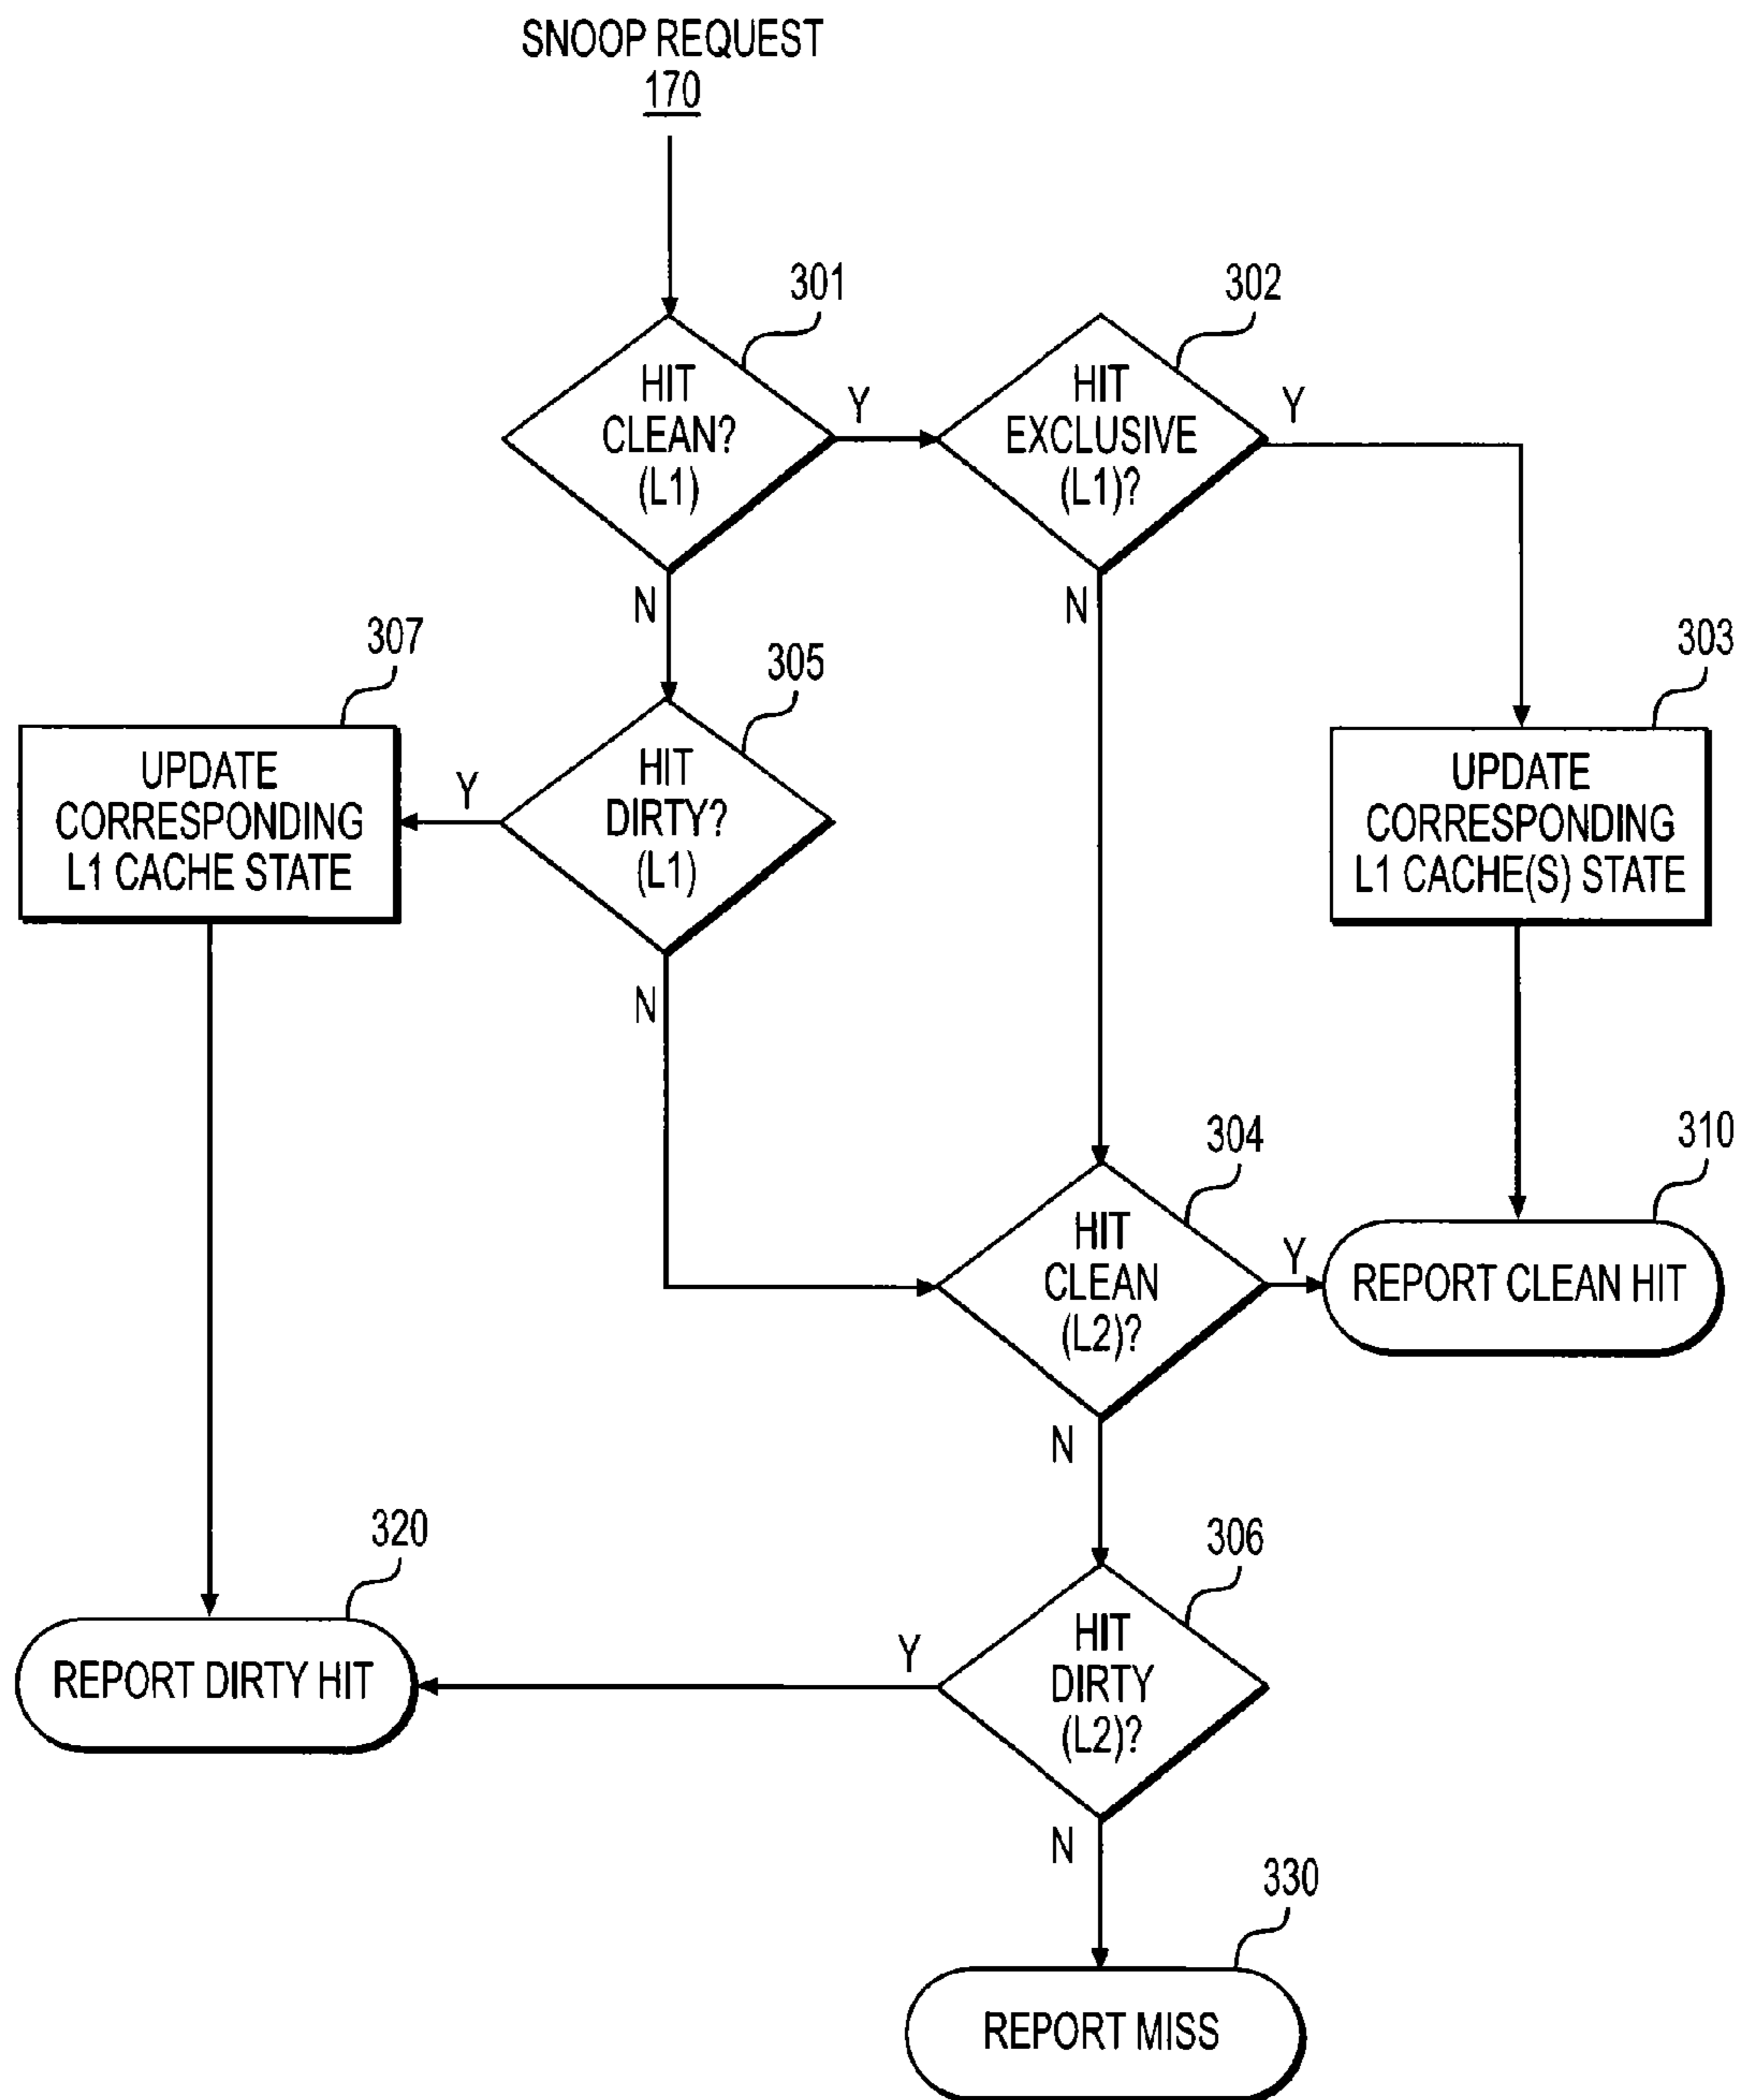 SNOOP REQUEST
170
301
302
HIT
CLEAN?
(L1)
Y
HIT
EXCLUSIVE
(L1)?
Y
N
N
307
305
303
UPDATE
CORRESPONDING
L1 CACHE STATE
Y
HIT
DIRTY?
(L1)
UPDATE
CORRESPONDING
L1 CACHE(S) STATE
N
304
310
HIT
CLEAN
(L2)?
Y
REPORT CLEAN HIT
N
320
306
REPORT DIRTY HIT
Y
HIT
DIRTY
(L2)?
N
330
REPORT MISS